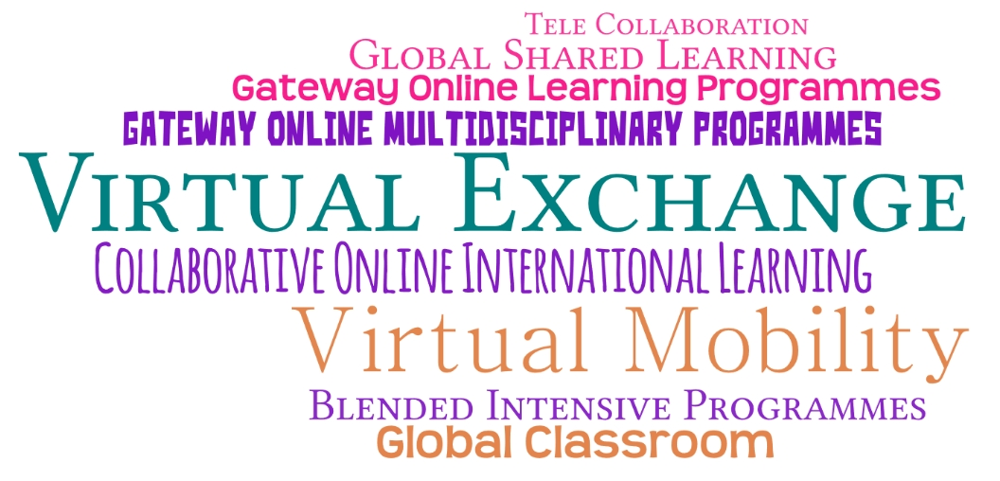 Tele Collaboration
Global Shared Learning
Gateway Online Learning Programmes
GATEWAY ONLINE MULTIDISCIPLINARY PROGRAMMES
Virtual Exchange
Collaborative Online International Learning
Virtual Mobility
Blended Intensive Programmes
Global Classroom